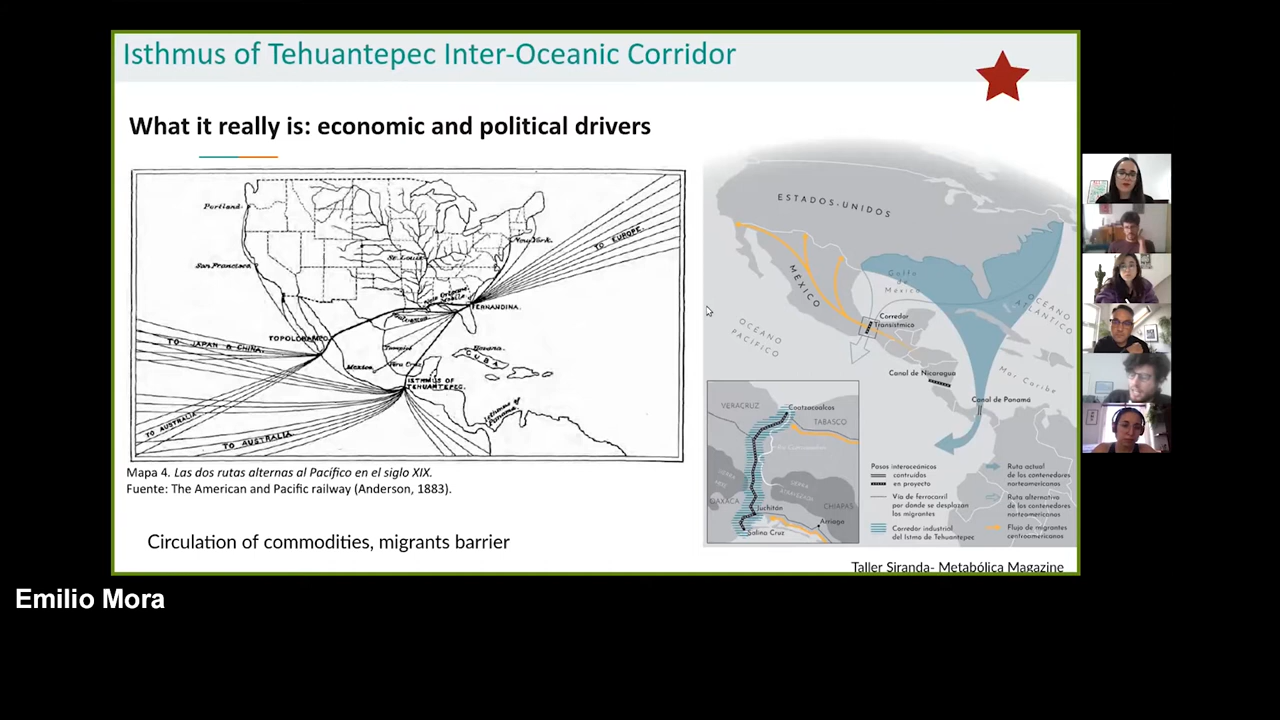 Isthmus of Tehuantepec Inter-Oceanic Corridor
What it really is: economic and political drivers
Portland.
San Francisco.
St. Louis
New York.
TO EUROPE.
New Orleans
FERNANDINA.
TOPOLOBAMPO.
TO JAPAN & CHINA.
Mexico
Tampico
Vera Cruz
Havana.
CUBA
ISTHMUS OF
TEHUANTEPEC.
Isthmus of
Panama
TO AUSTRALIA
TO AUSTRALIA
Mapa 4. Las dos rutas alternas al Pacífico en el siglo XIX.
Fuente: The American and Pacific railway (Anderson, 1883).
Circulation of commodities, migrants barrier
ESTADOS-UNIDOS
MÉXICO
Golfo
de
México
OCÉANO
ATLÁNTICO
OCÉANO
PACÍFICO
Corredor
Transístmico
Canal de Nicaragua
Mar Caribe
Canal de Panamá
VERACRUZ
Coatzacoalcos
TABASCO
OAXACA
CHIAPAS
Juchitán
Arriaga
Salina Cruz
Pasos interoceánicos
construidos
en proyecto
Vía de ferrocarril
por donde se desplazan
los migrantes
Corredor industrial
del Istmo de Tehuantepec
Ruta actual
de los contenedores
norteamericanos
Ruta alternativa
de los contenedores
norteamericanos
Flujo de migrantes
centroamericanos
Taller Siranda- Metabólica Magazine
Emilio Mora